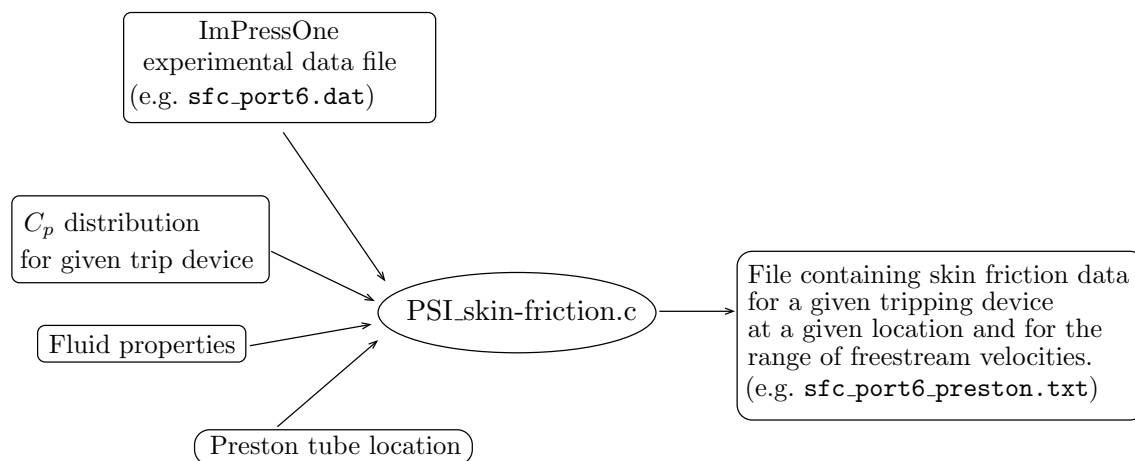 ImPressOne
experimental data file
(e.g. sfc_port6.dat)
C_p distribution
for given trip device
Fluid properties
Preston tube location
PSI_skin-friction.c
File containing skin friction data
for a given tripping device
at a given location and for the
range of freestream velocities.
(e.g. sfc_port6_preston.txt)